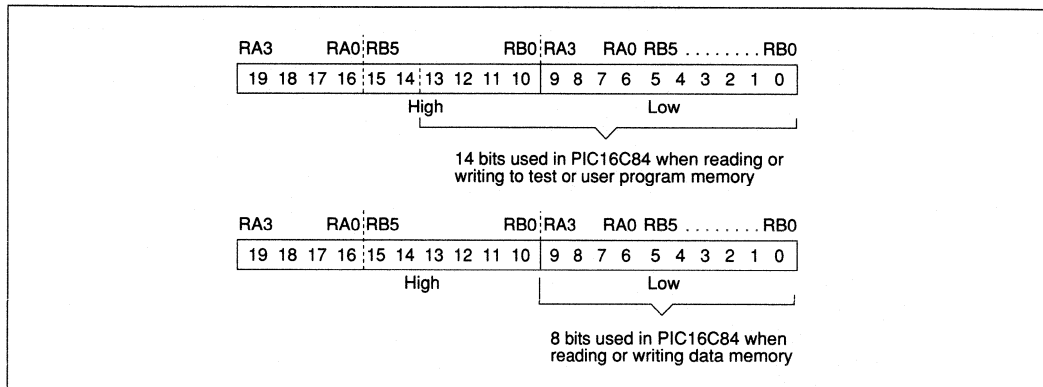 RA3 RA0 RB5 RB0 RA3 RA0 RB5 . . . . . . . . RB0
19 18 17 16 15 14 13 12 11 10 9 8 7 6 5 4 3 2 1 0
High Low
14 bits used in PIC16C84 when reading or
writing to test or user program memory
RA3 RA0 RB5 RB0 RA3 RA0 RB5 . . . . . . . . RB0
19 18 17 16 15 14 13 12 11 10 9 8 7 6 5 4 3 2 1 0
High Low
8 bits used in PIC16C84 when
reading or writing data memory